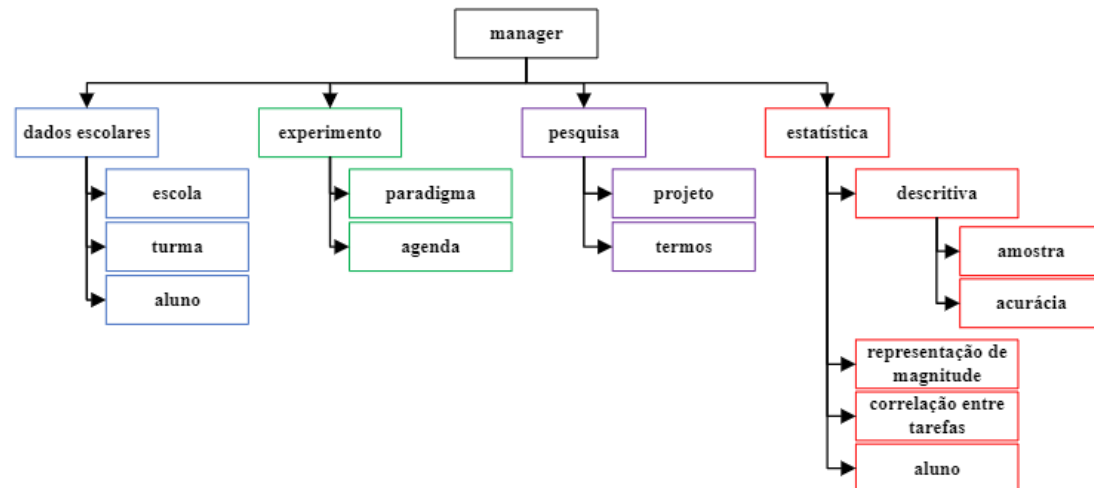 manager
dados escolares
experimento
pesquisa
estatística
escola
paradigma
projeto
descritiva
turma
agenda
termos
amostra
aluno
acurácia
representação de
magnitude
correlação entre
tarefas
aluno